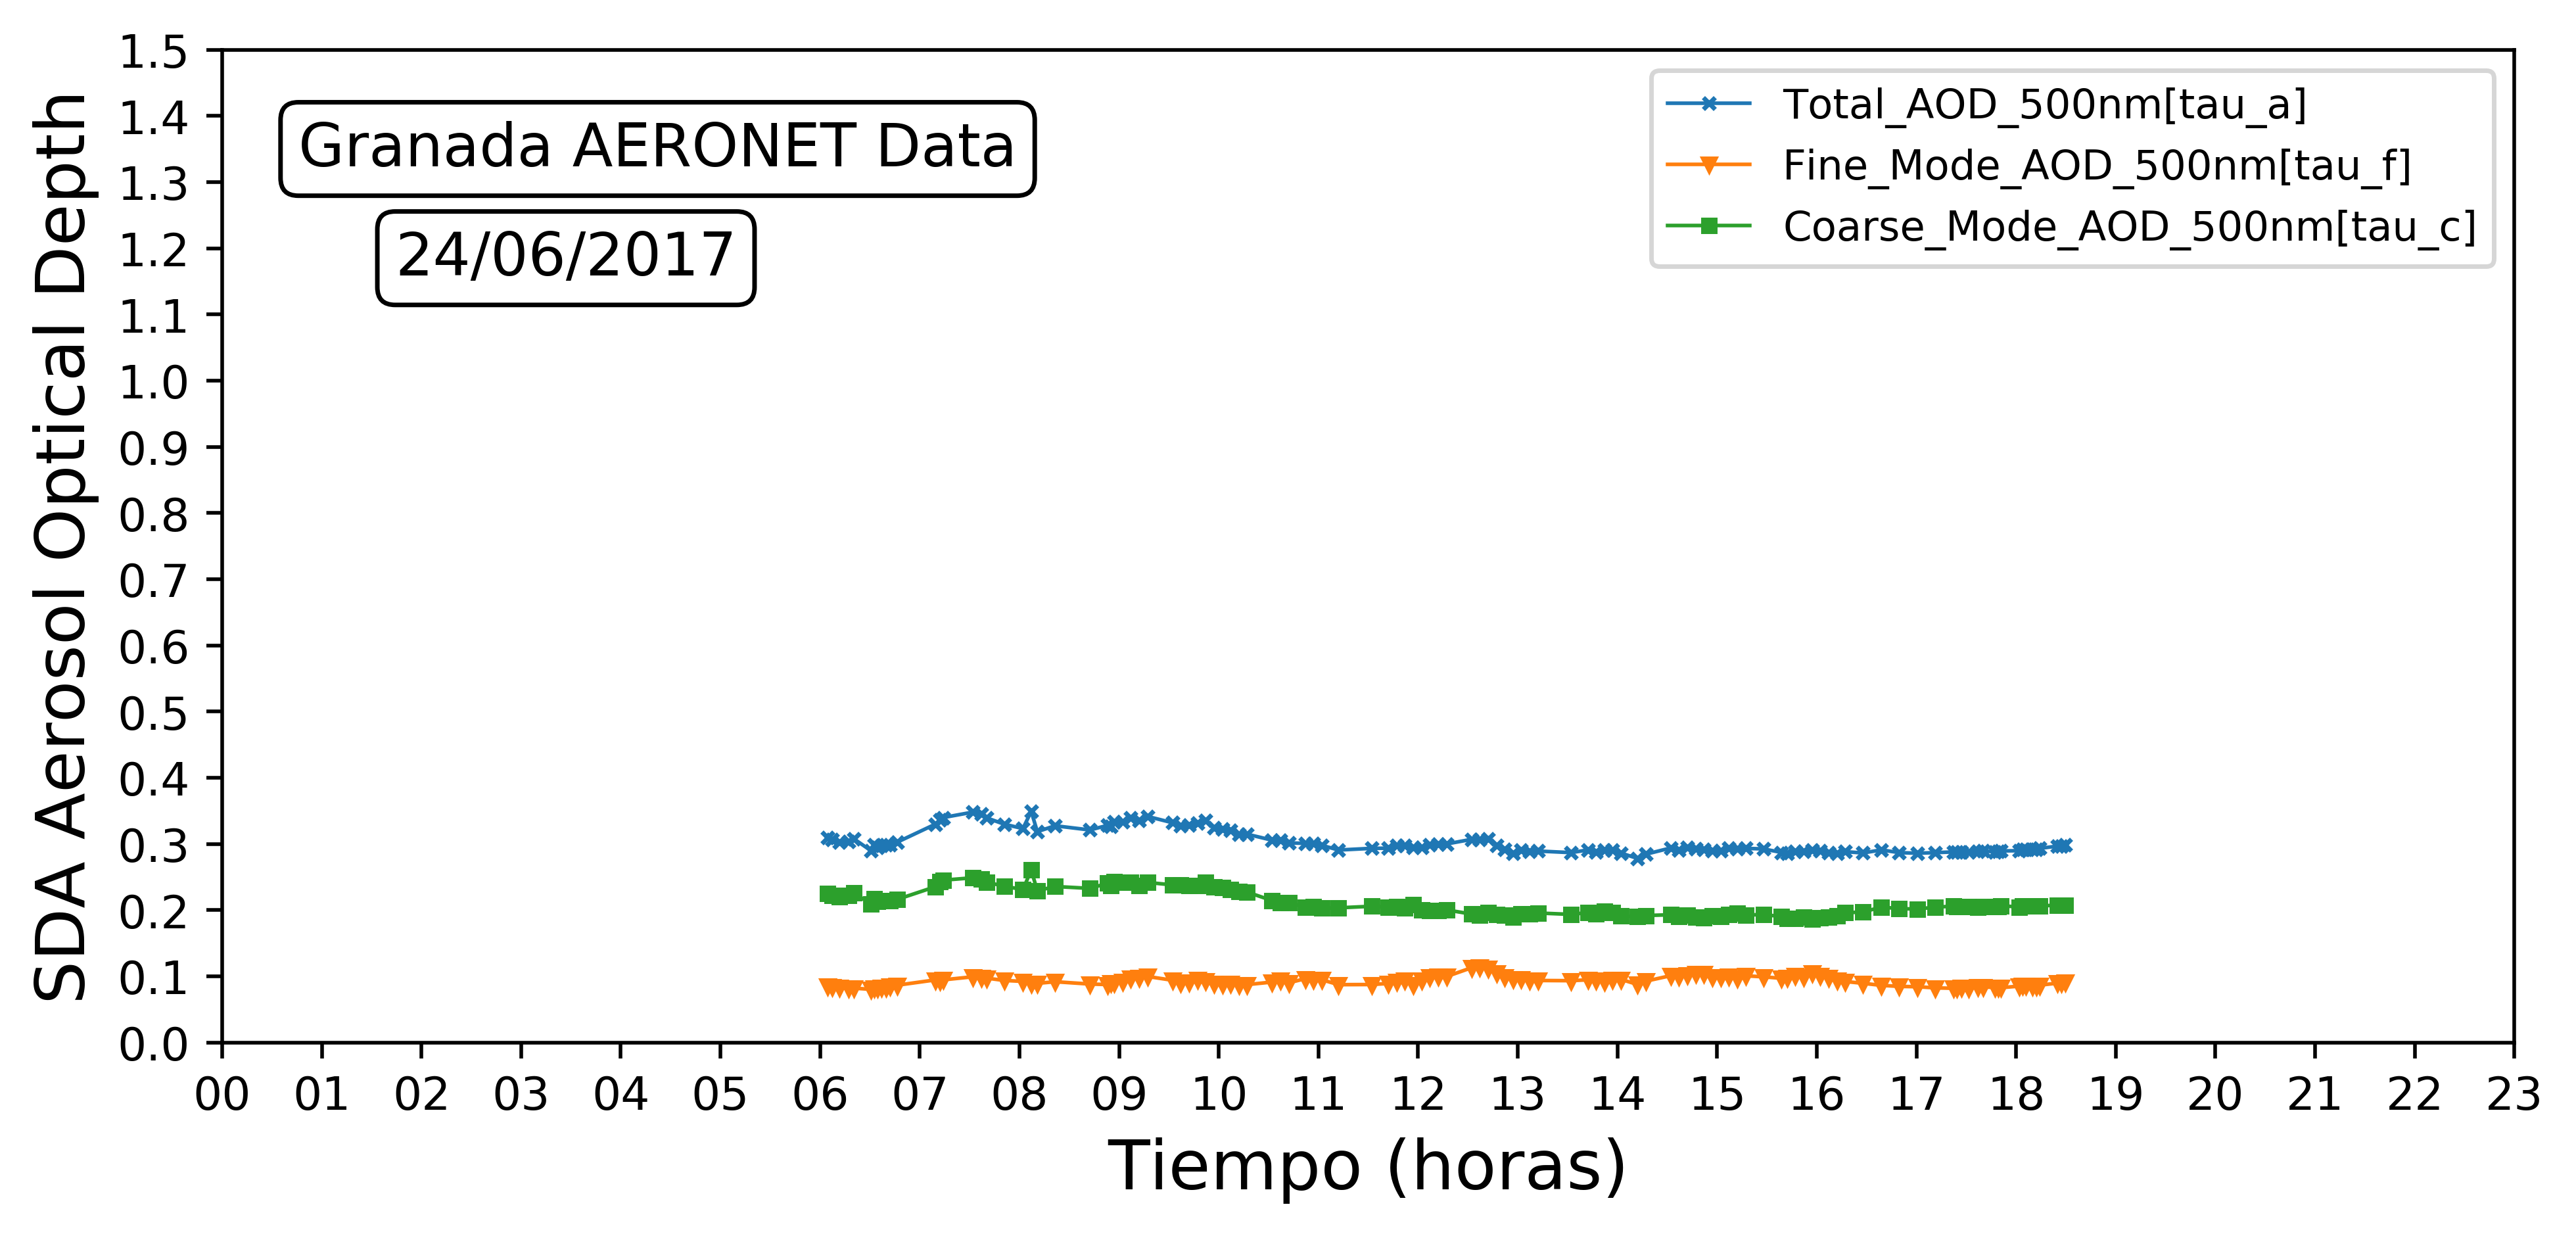 Granada AERONET Data
24/06/2017
Total_AOD_500nm[tau_a]
Fine_Mode_AOD_500nm[tau_f]
Coarse_Mode_AOD_500nm[tau_c]
SDA Aerosol Optical Depth
1.5
1.4
1.3
1.2
1.1
1.0
0.9
0.8
0.7
0.6
0.5
0.4
0.3
0.2
0.1
0.0
00 01 02 03 04 05 06 07 08 09 10 11 12 13 14 15 16 17 18 19 20 21 22 23
Tiempo (horas)